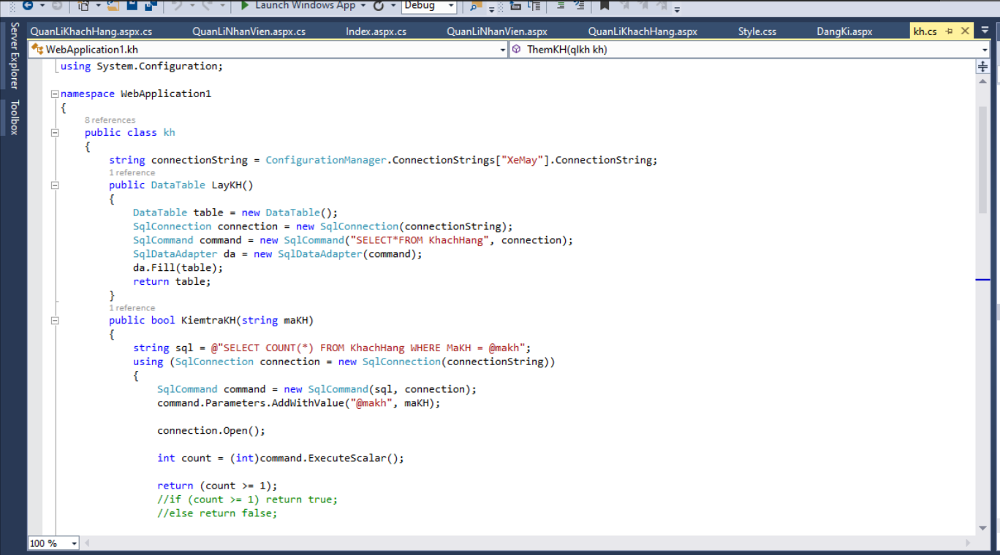 Launch Windows App
Debug
QuanLiKhachHang.aspx.cs QuanLiNhanVien.aspx.cs Index.aspx.cs QuanLiNhanVien.aspx QuanLiKhachHang.aspx Style.css DangKi.aspx kh.cs
Server Explorer
Toolbox
WebApplication1.kh
ThemKH(qlkh kh)
using System.Configuration;
namespace WebApplication1
{
8 references
public class kh
{
string connectionString = ConfigurationManager.ConnectionStrings["XeMay"].ConnectionString;
1 reference
public DataTable LayKH()
{
DataTable table = new DataTable();
SqlConnection connection = new SqlConnection(connectionString);
SqlCommand command = new SqlCommand("SELECT*FROM KhachHang", connection);
SqlDataAdapter da = new SqlDataAdapter(command);
da.Fill(table);
return table;
}
1 reference
public bool KiemtraKH(string maKH)
{
string sql = @"SELECT COUNT(*) FROM KhachHang WHERE MaKH = @makh";
using (SqlConnection connection = new SqlConnection(connectionString))
{
SqlCommand command = new SqlCommand(sql, connection);
command.Parameters.AddWithValue("@makh", maKH);
connection.Open();
int count = (int)command.ExecuteScalar();
return (count >= 1);
//if (count >= 1) return true;
//else return false;
100 %